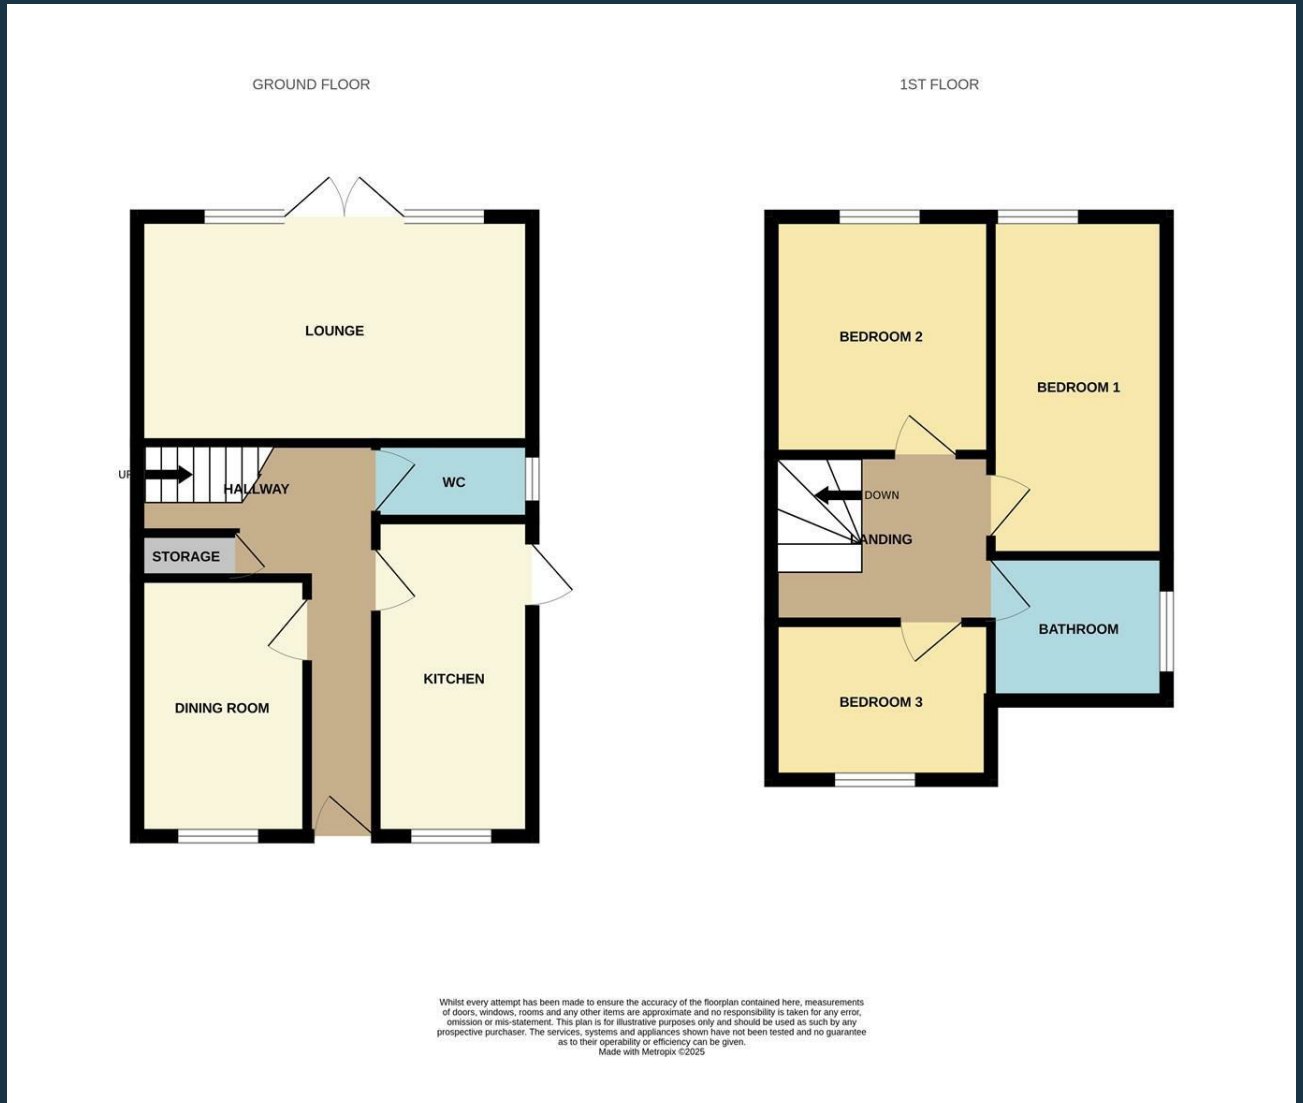 GROUND FLOOR
1ST FLOOR
LOUNGE
UP
HALLWAY
WC
STORAGE
DINING ROOM
KITCHEN
BEDROOM 2
BEDROOM 1
DOWN
LANDING
BATHROOM
BEDROOM 3
Whilst every attempt has been made to ensure the accuracy of the floorplan contained here, measurements
of doors, windows, rooms and any other items are approximate and no responsibility is taken for any error,
omission or mis-statement. This plan is for illustrative purposes only and should be used as such by any
prospective purchaser. The services, systems and appliances shown have not been tested and no guarantee
as to their operability or efficiency can be given.
Made with Metropix ©2025